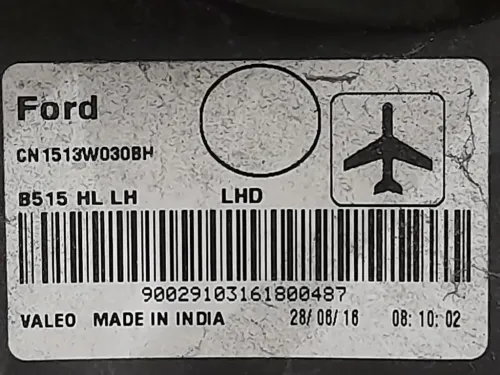 Ford
CN1513W030BH
B515 HL LH LHD
90029103161800487
VALEO MADE IN INDIA 28/06/16 08:10:02